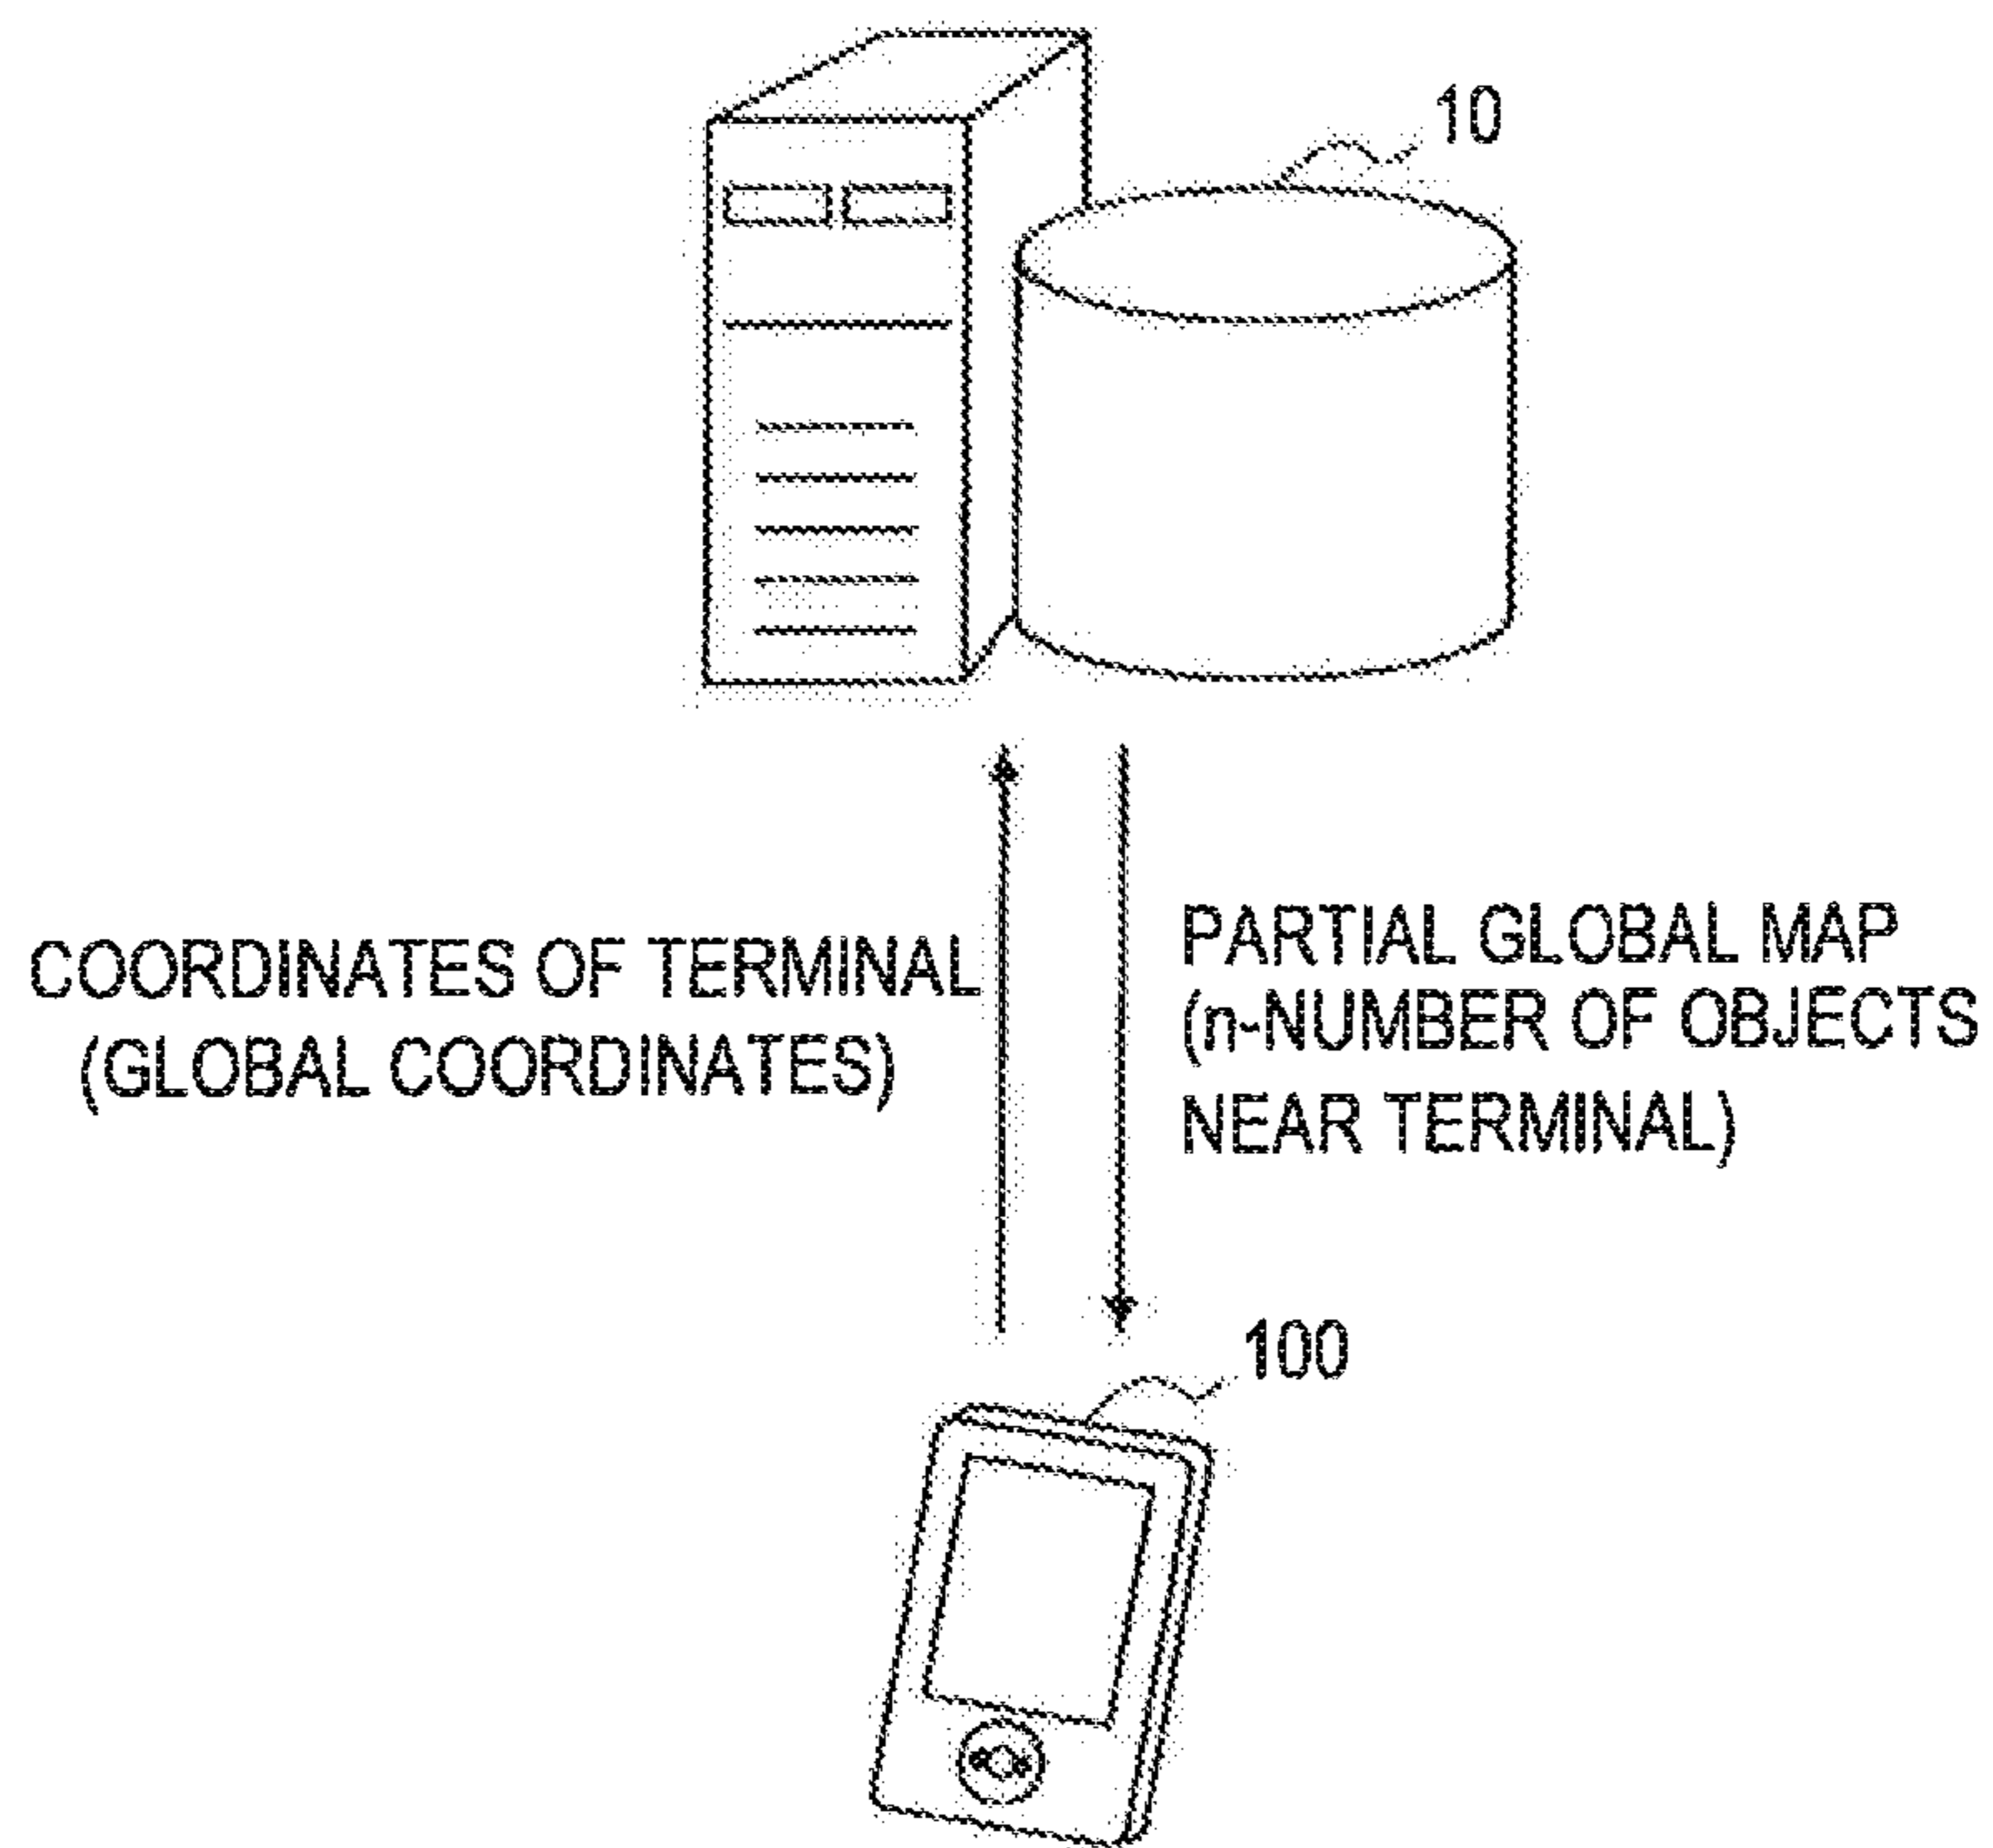 10
COORDINATES OF TERMINAL
(GLOBAL COORDINATES)
PARTIAL GLOBAL MAP
(n-NUMBER OF OBJECTS
NEAR TERMINAL)
100